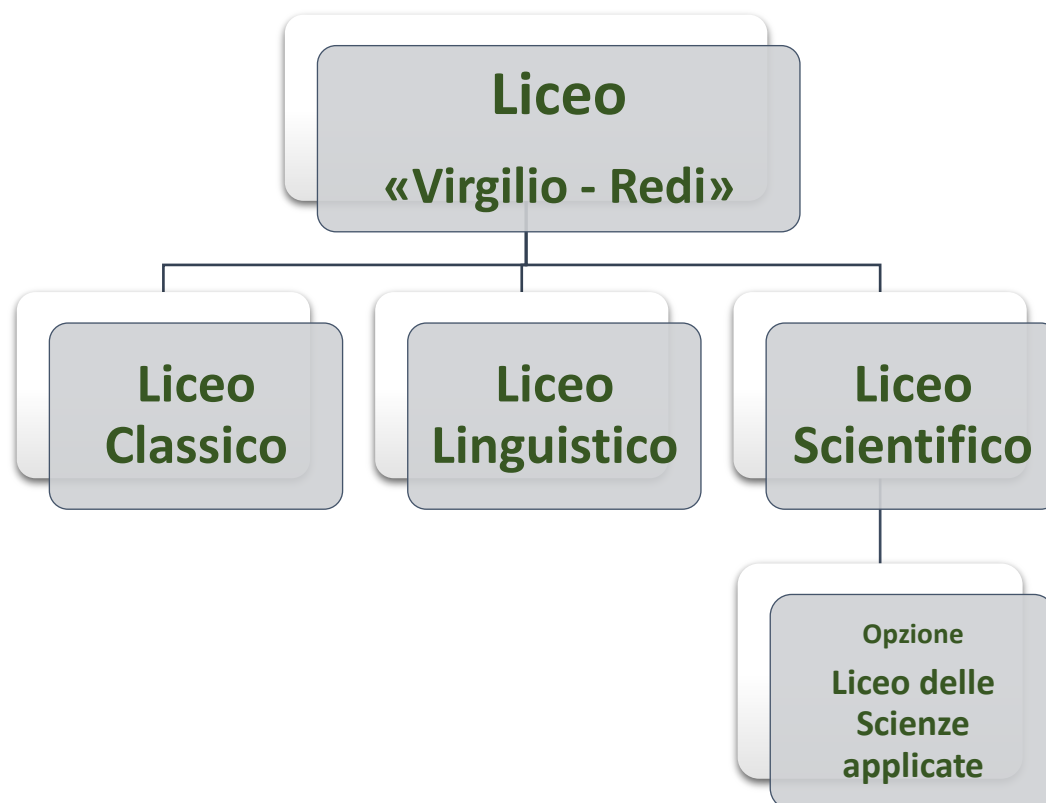 Liceo
«Virgilio - Redi»
Liceo
Classico
Liceo
Linguistico
Liceo
Scientifico
Opzione
Liceo delle
Scienze
applicate